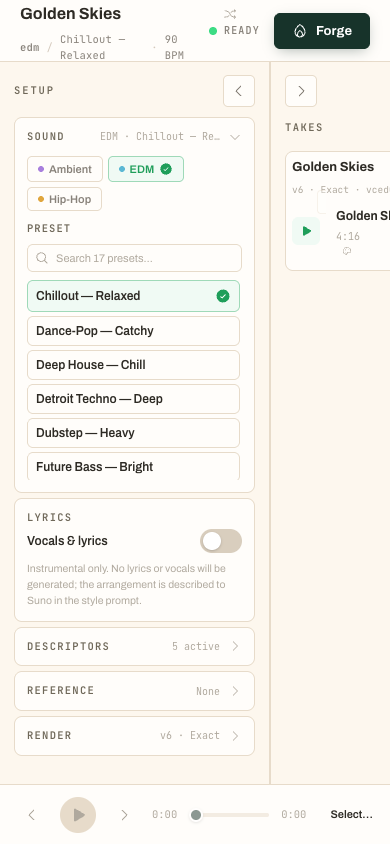 Golden Skies
edm / Chillout — Relaxed · 90 BPM
READY
Forge
SETUP
SOUND EDM · Chillout — Re…
Ambient
EDM
Hip-Hop
PRESET
Search 17 presets...
Chillout — Relaxed
Dance-Pop — Catchy
Deep House — Chill
Detroit Techno — Deep
Dubstep — Heavy
Future Bass — Bright
LYRICS
Vocals & lyrics
Instrumental only. No lyrics or vocals will be
generated; the arrangement is described to
Suno in the style prompt.
DESCRIPTORS 5 active
REFERENCE None
RENDER v6 · Exact
TAKES
Golden Skies
v6 · Exact · vced
Golden S
4:16
0:00 0:00 Select...